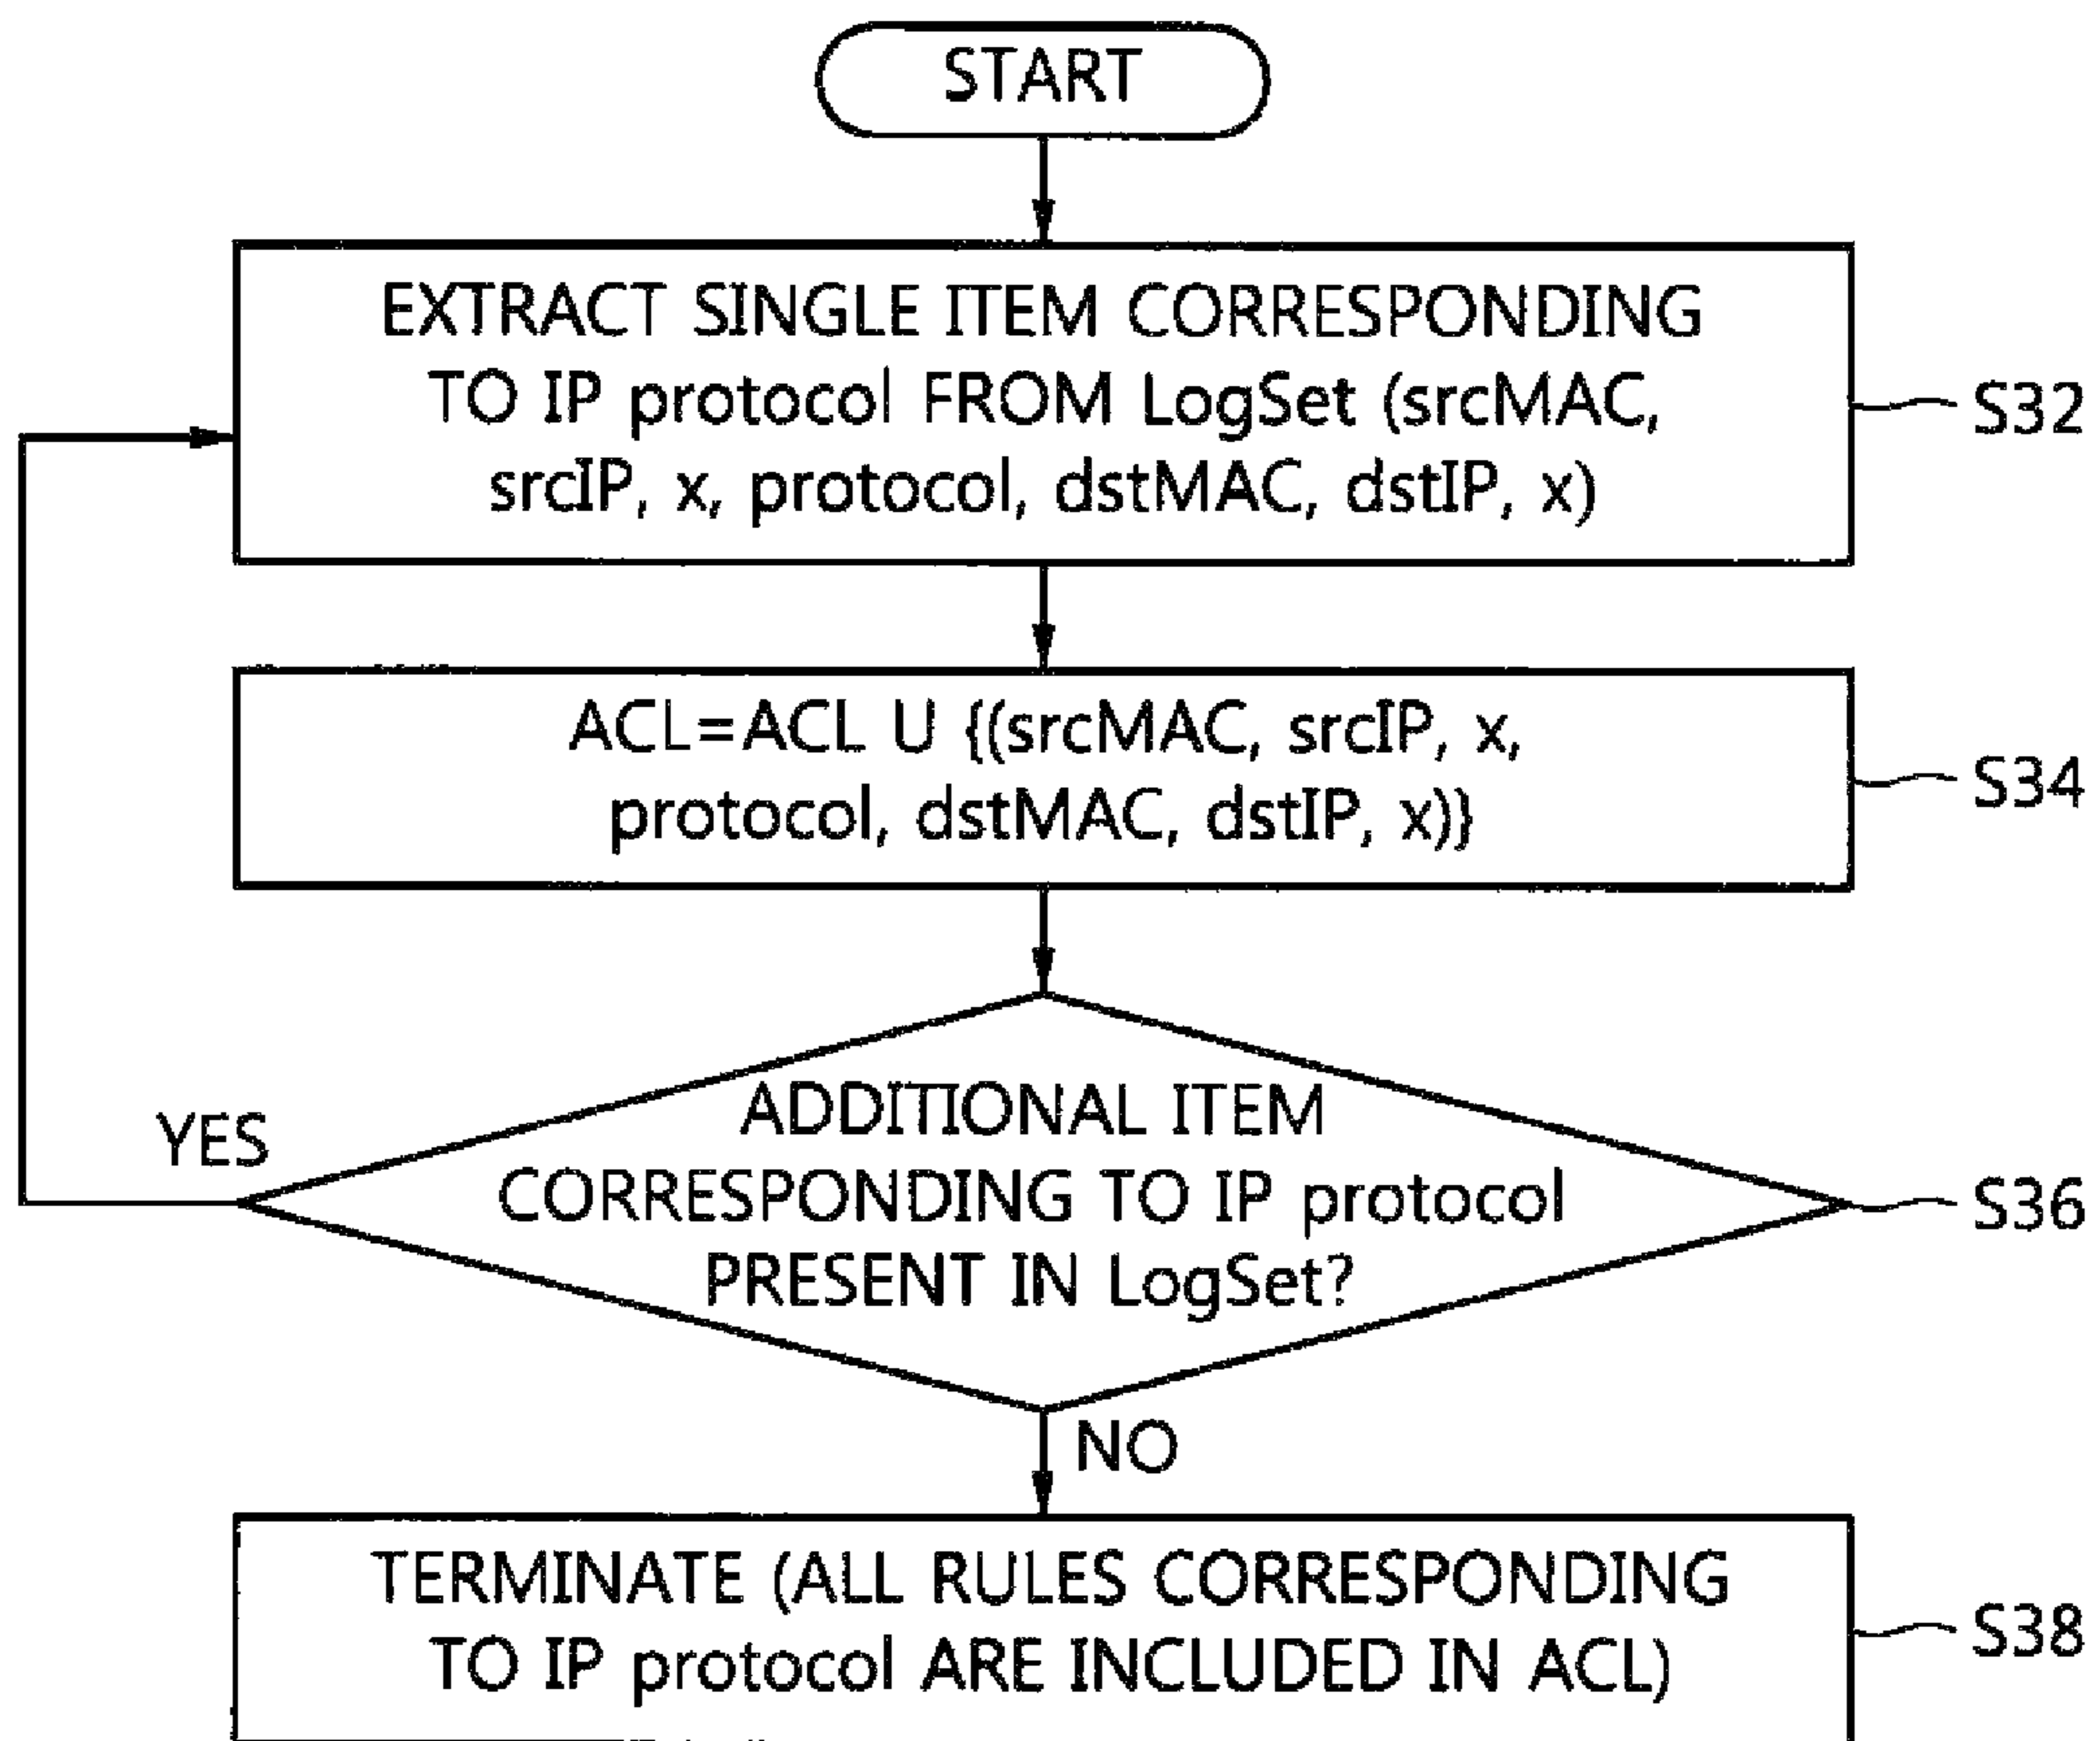 START
EXTRACT SINGLE ITEM CORRESPONDING
TO IP protocol FROM LogSet (srcMAC,
srcIP, x, protocol, dstMAC, dstIP, x)
S32
ACL=ACL U {(srcMAC, srcIP, x,
protocol, dstMAC, dstIP, x)}
S34
ADDITIONAL ITEM
CORRESPONDING TO IP protocol
PRESENT IN LogSet?
S36
YES
NO
TERMINATE (ALL RULES CORRESPONDING
TO IP protocol ARE INCLUDED IN ACL)
S38